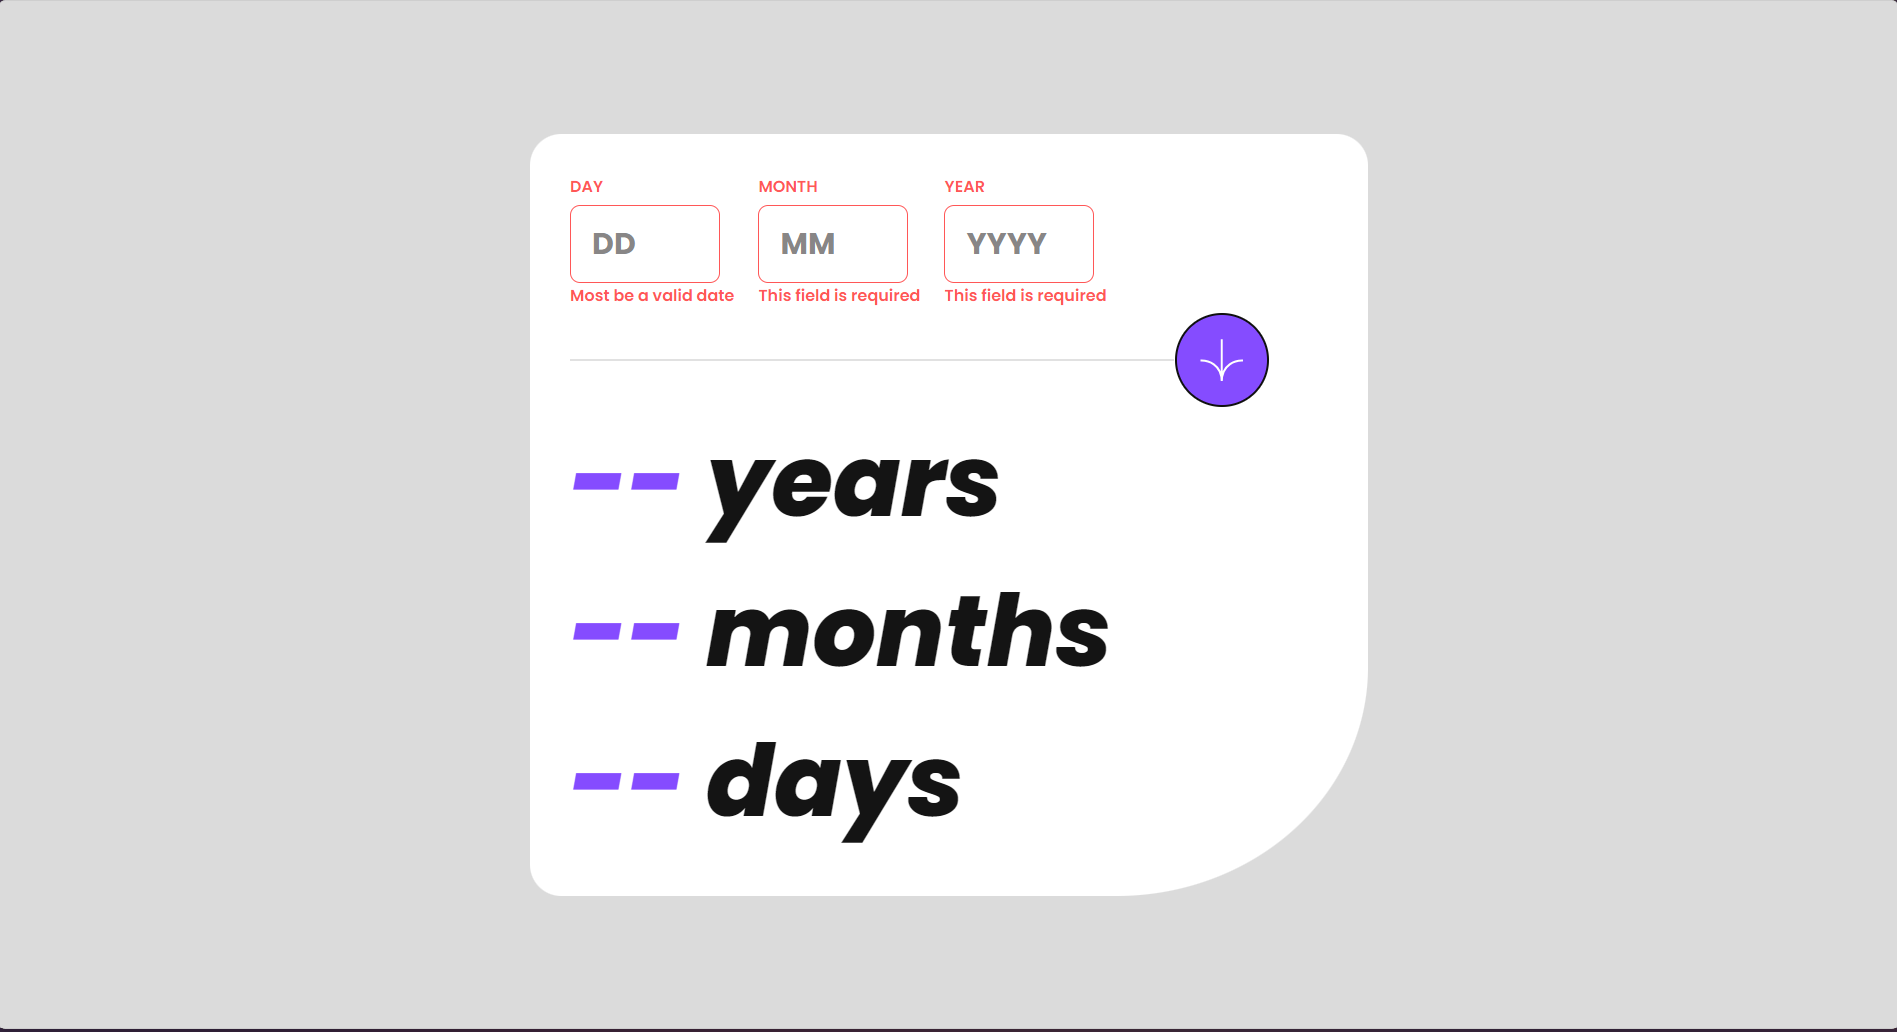 DAY MONTH YEAR
DD MM YYYY
Most be a valid date This field is required This field is required
-- years
-- months
-- days